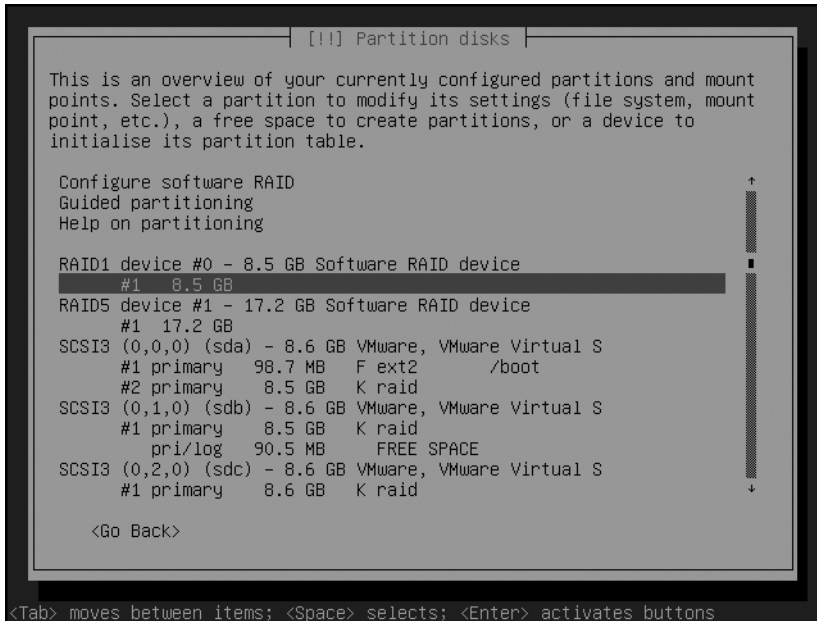 [!!] Partition disks
This is an overview of your currently configured partitions and mount
points. Select a partition to modify its settings (file system, mount
point, etc.), a free space to create partitions, or a device to
initialise its partition table.
Configure software RAID
Guided partitioning
Help on partitioning
RAID1 device #0 - 8.5 GB Software RAID device
#1 8.5 GB
RAID5 device #1 - 17.2 GB Software RAID device
#1 17.2 GB
SCSI3 (0,0,0) (sda) - 8.6 GB VMware, VMware Virtual S
#1 primary 98.7 MB F ext2 /boot
#2 primary 8.5 GB K raid
SCSI3 (0,1,0) (sdb) - 8.6 GB VMware, VMware Virtual S
#1 primary 8.5 GB K raid
pri/log 90.5 MB FREE SPACE
SCSI3 (0,2,0) (sdc) - 8.6 GB VMware, VMware Virtual S
#1 primary 8.6 GB K raid
<Go Back>
<Tab> moves between items; <Space> selects; <Enter> activates buttons